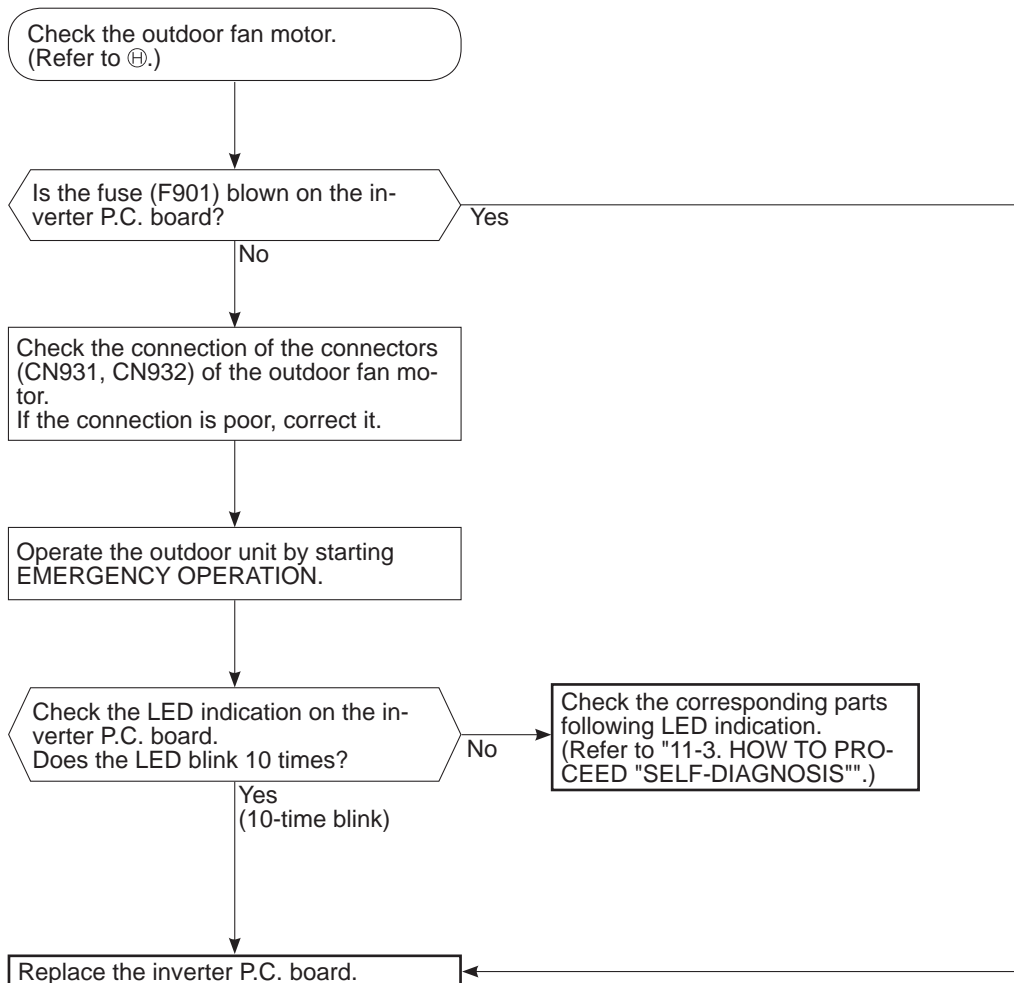 Check the outdoor fan motor.
(Refer to Ⓗ.)
Is the fuse (F901) blown on the in-
verter P.C. board?
Yes
No
Check the connection of the connectors
(CN931, CN932) of the outdoor fan mo-
tor.
If the connection is poor, correct it.
Operate the outdoor unit by starting
EMERGENCY OPERATION.
Check the LED indication on the in-
verter P.C. board.
Does the LED blink 10 times?
No
Check the corresponding parts
following LED indication.
(Refer to "11-3. HOW TO PRO-
CEED "SELF-DIAGNOSIS"".)
Yes
(10-time blink)
Replace the inverter P.C. board.